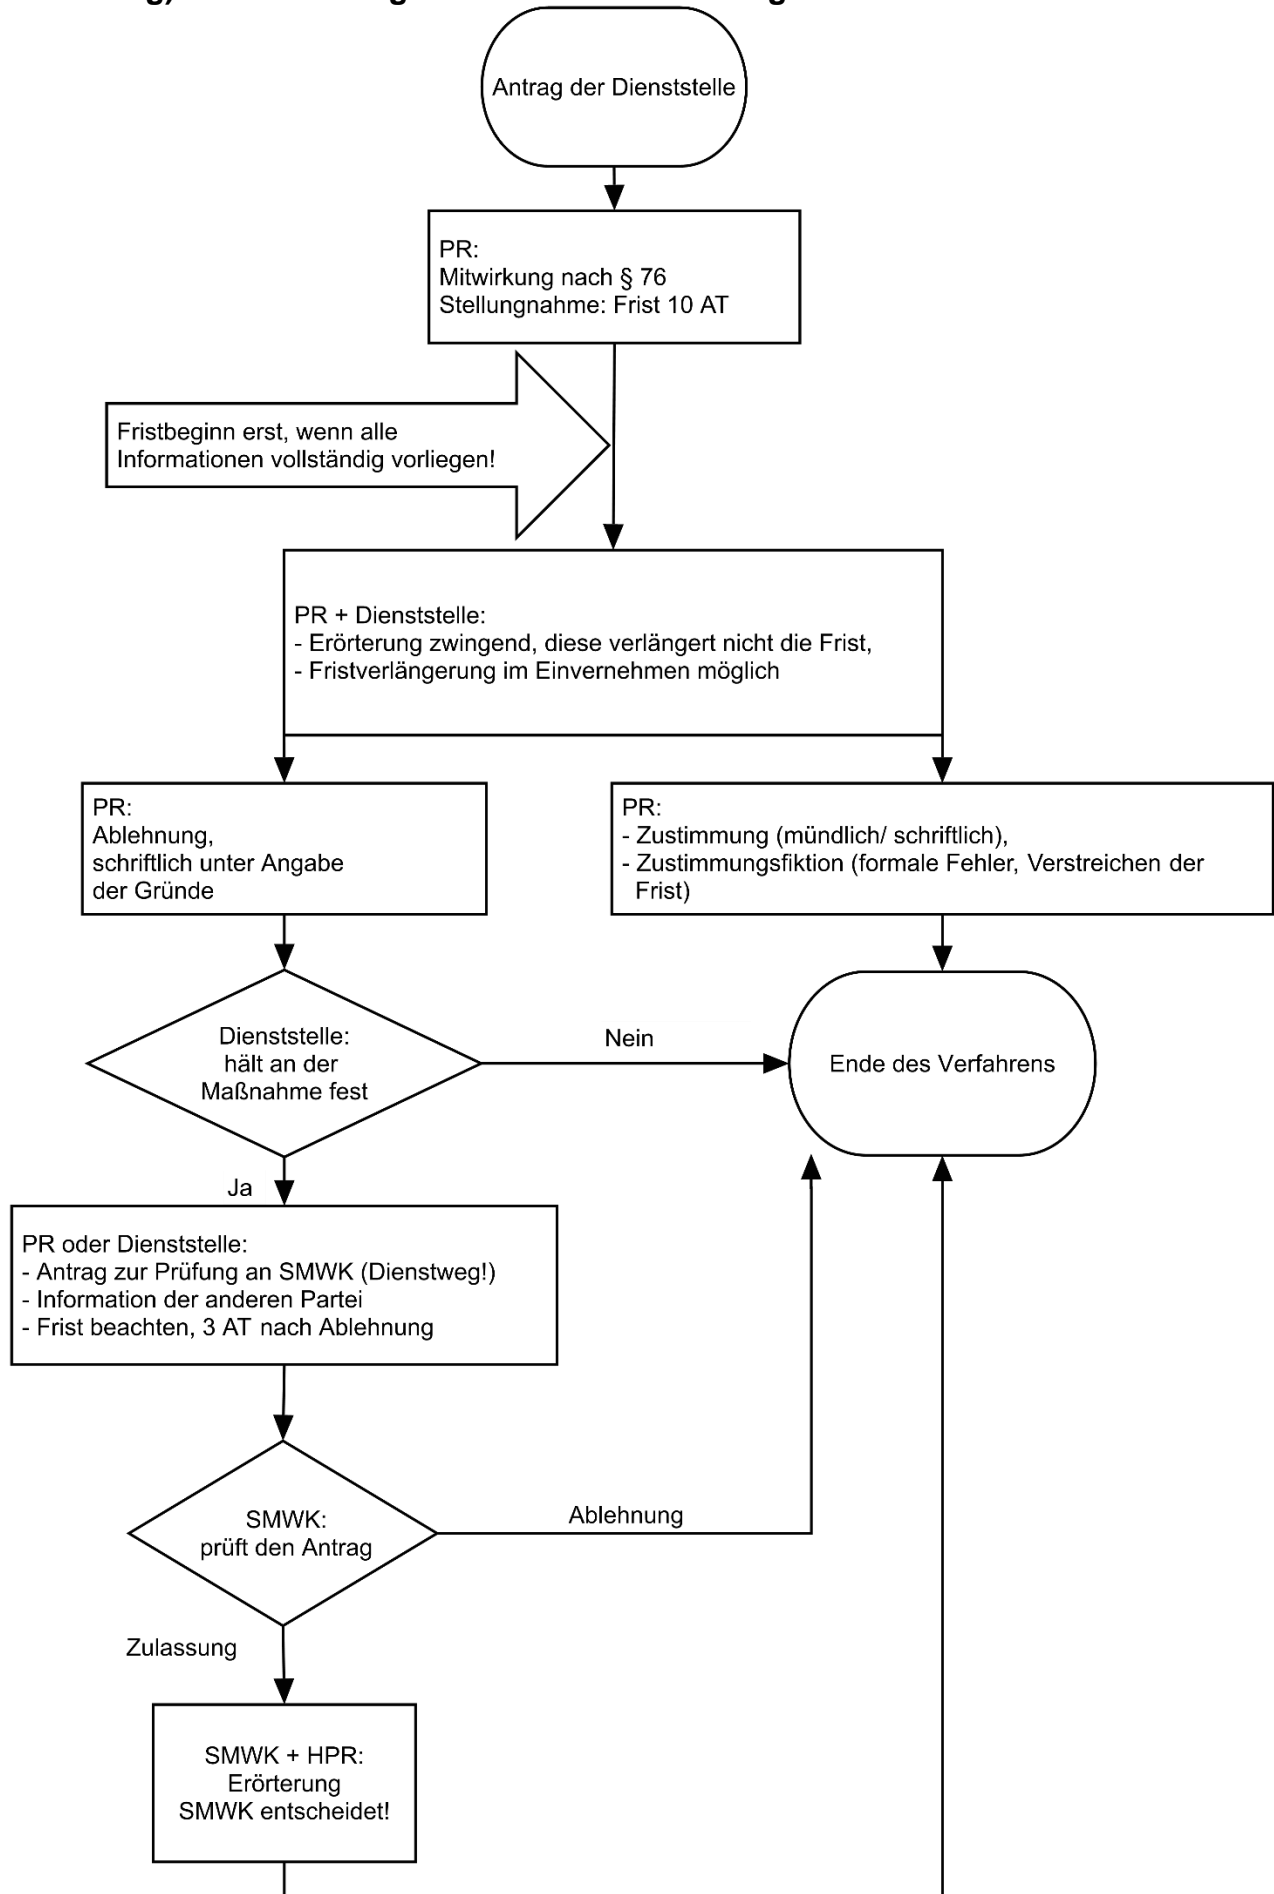 Antrag der Dienststelle
PR:
Mitwirkung nach § 76
Stellungnahme: Frist 10 AT
Fristbeginn erst, wenn alle
Informationen vollständig vorliegen!
PR + Dienststelle:
- Erörterung zwingend, diese verlängert nicht die Frist,
- Fristverlängerung im Einvernehmen möglich
PR:
Ablehnung,
schriftlich unter Angabe
der Gründe
PR:
- Zustimmung (mündlich/ schriftlich),
- Zustimmungsfiktion (formale Fehler, Verstreichen der
Frist)
Dienststelle:
hält an der
Maßnahme fest
Nein
Ende des Verfahrens
Ja
PR oder Dienststelle:
- Antrag zur Prüfung an SMWK (Dienstweg!)
- Information der anderen Partei
- Frist beachten, 3 AT nach Ablehnung
SMWK:
prüft den Antrag
Ablehnung
Zulassung
SMWK + HPR:
Erörterung
SMWK entscheidet!